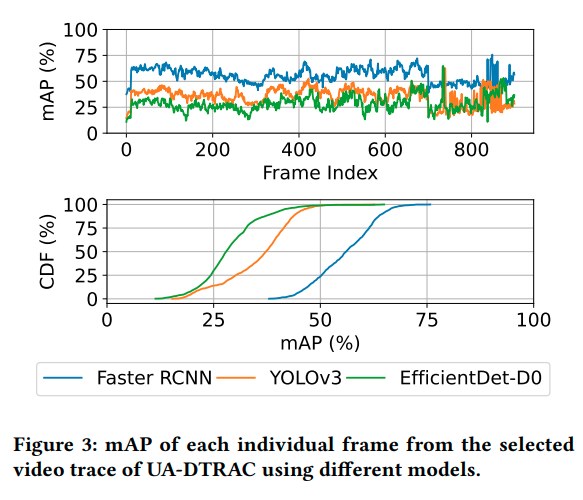 100
75
50
25
0
mAP (%)
0
200
400
600
800
Frame Index
100
75
50
25
0
CDF (%)
0
25
50
75
100
mAP (%)
Faster RCNN
YOLOv3
EfficientDet-D0
Figure 3: mAP of each individual frame from the selected
video trace of UA-DTRAC using different models.